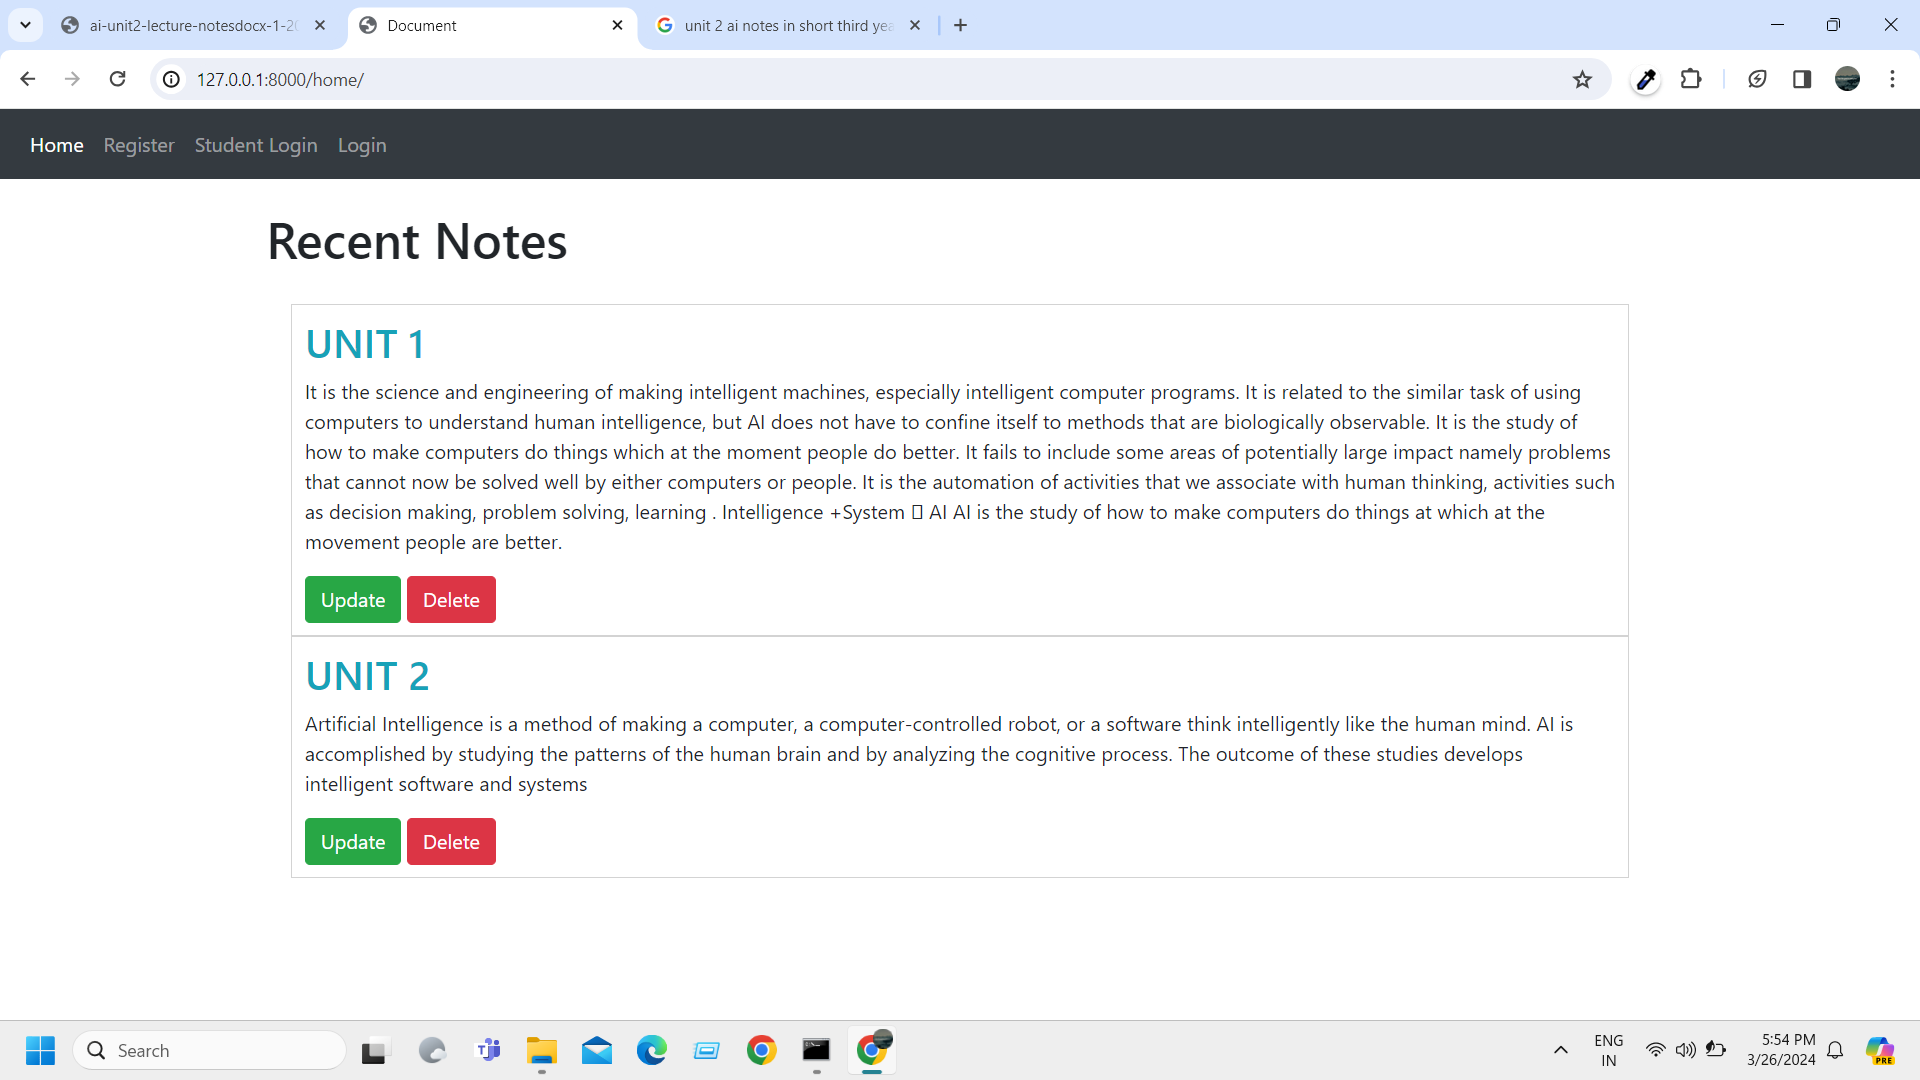 ai-unit2-lecture-notesdocx-1-20
Document
unit 2 ai notes in short third yea
127.0.0.1:8000/home/
Home Register Student Login Login
Recent Notes
UNIT 1
It is the science and engineering of making intelligent machines, especially intelligent computer programs. It is related to the similar task of using
computers to understand human intelligence, but AI does not have to confine itself to methods that are biologically observable. It is the study of
how to make computers do things which at the moment people do better. It fails to include some areas of potentially large impact namely problems
that cannot now be solved well by either computers or people. It is the automation of activities that we associate with human thinking, activities such
as decision making, problem solving, learning . Intelligence +System  AI AI is the study of how to make computers do things at which at the
movement people are better.
Update Delete
UNIT 2
Artificial Intelligence is a method of making a computer, a computer-controlled robot, or a software think intelligently like the human mind. AI is
accomplished by studying the patterns of the human brain and by analyzing the cognitive process. The outcome of these studies develops
intelligent software and systems
Update Delete
Search
ENG
IN
5:54 PM
3/26/2024
PRE